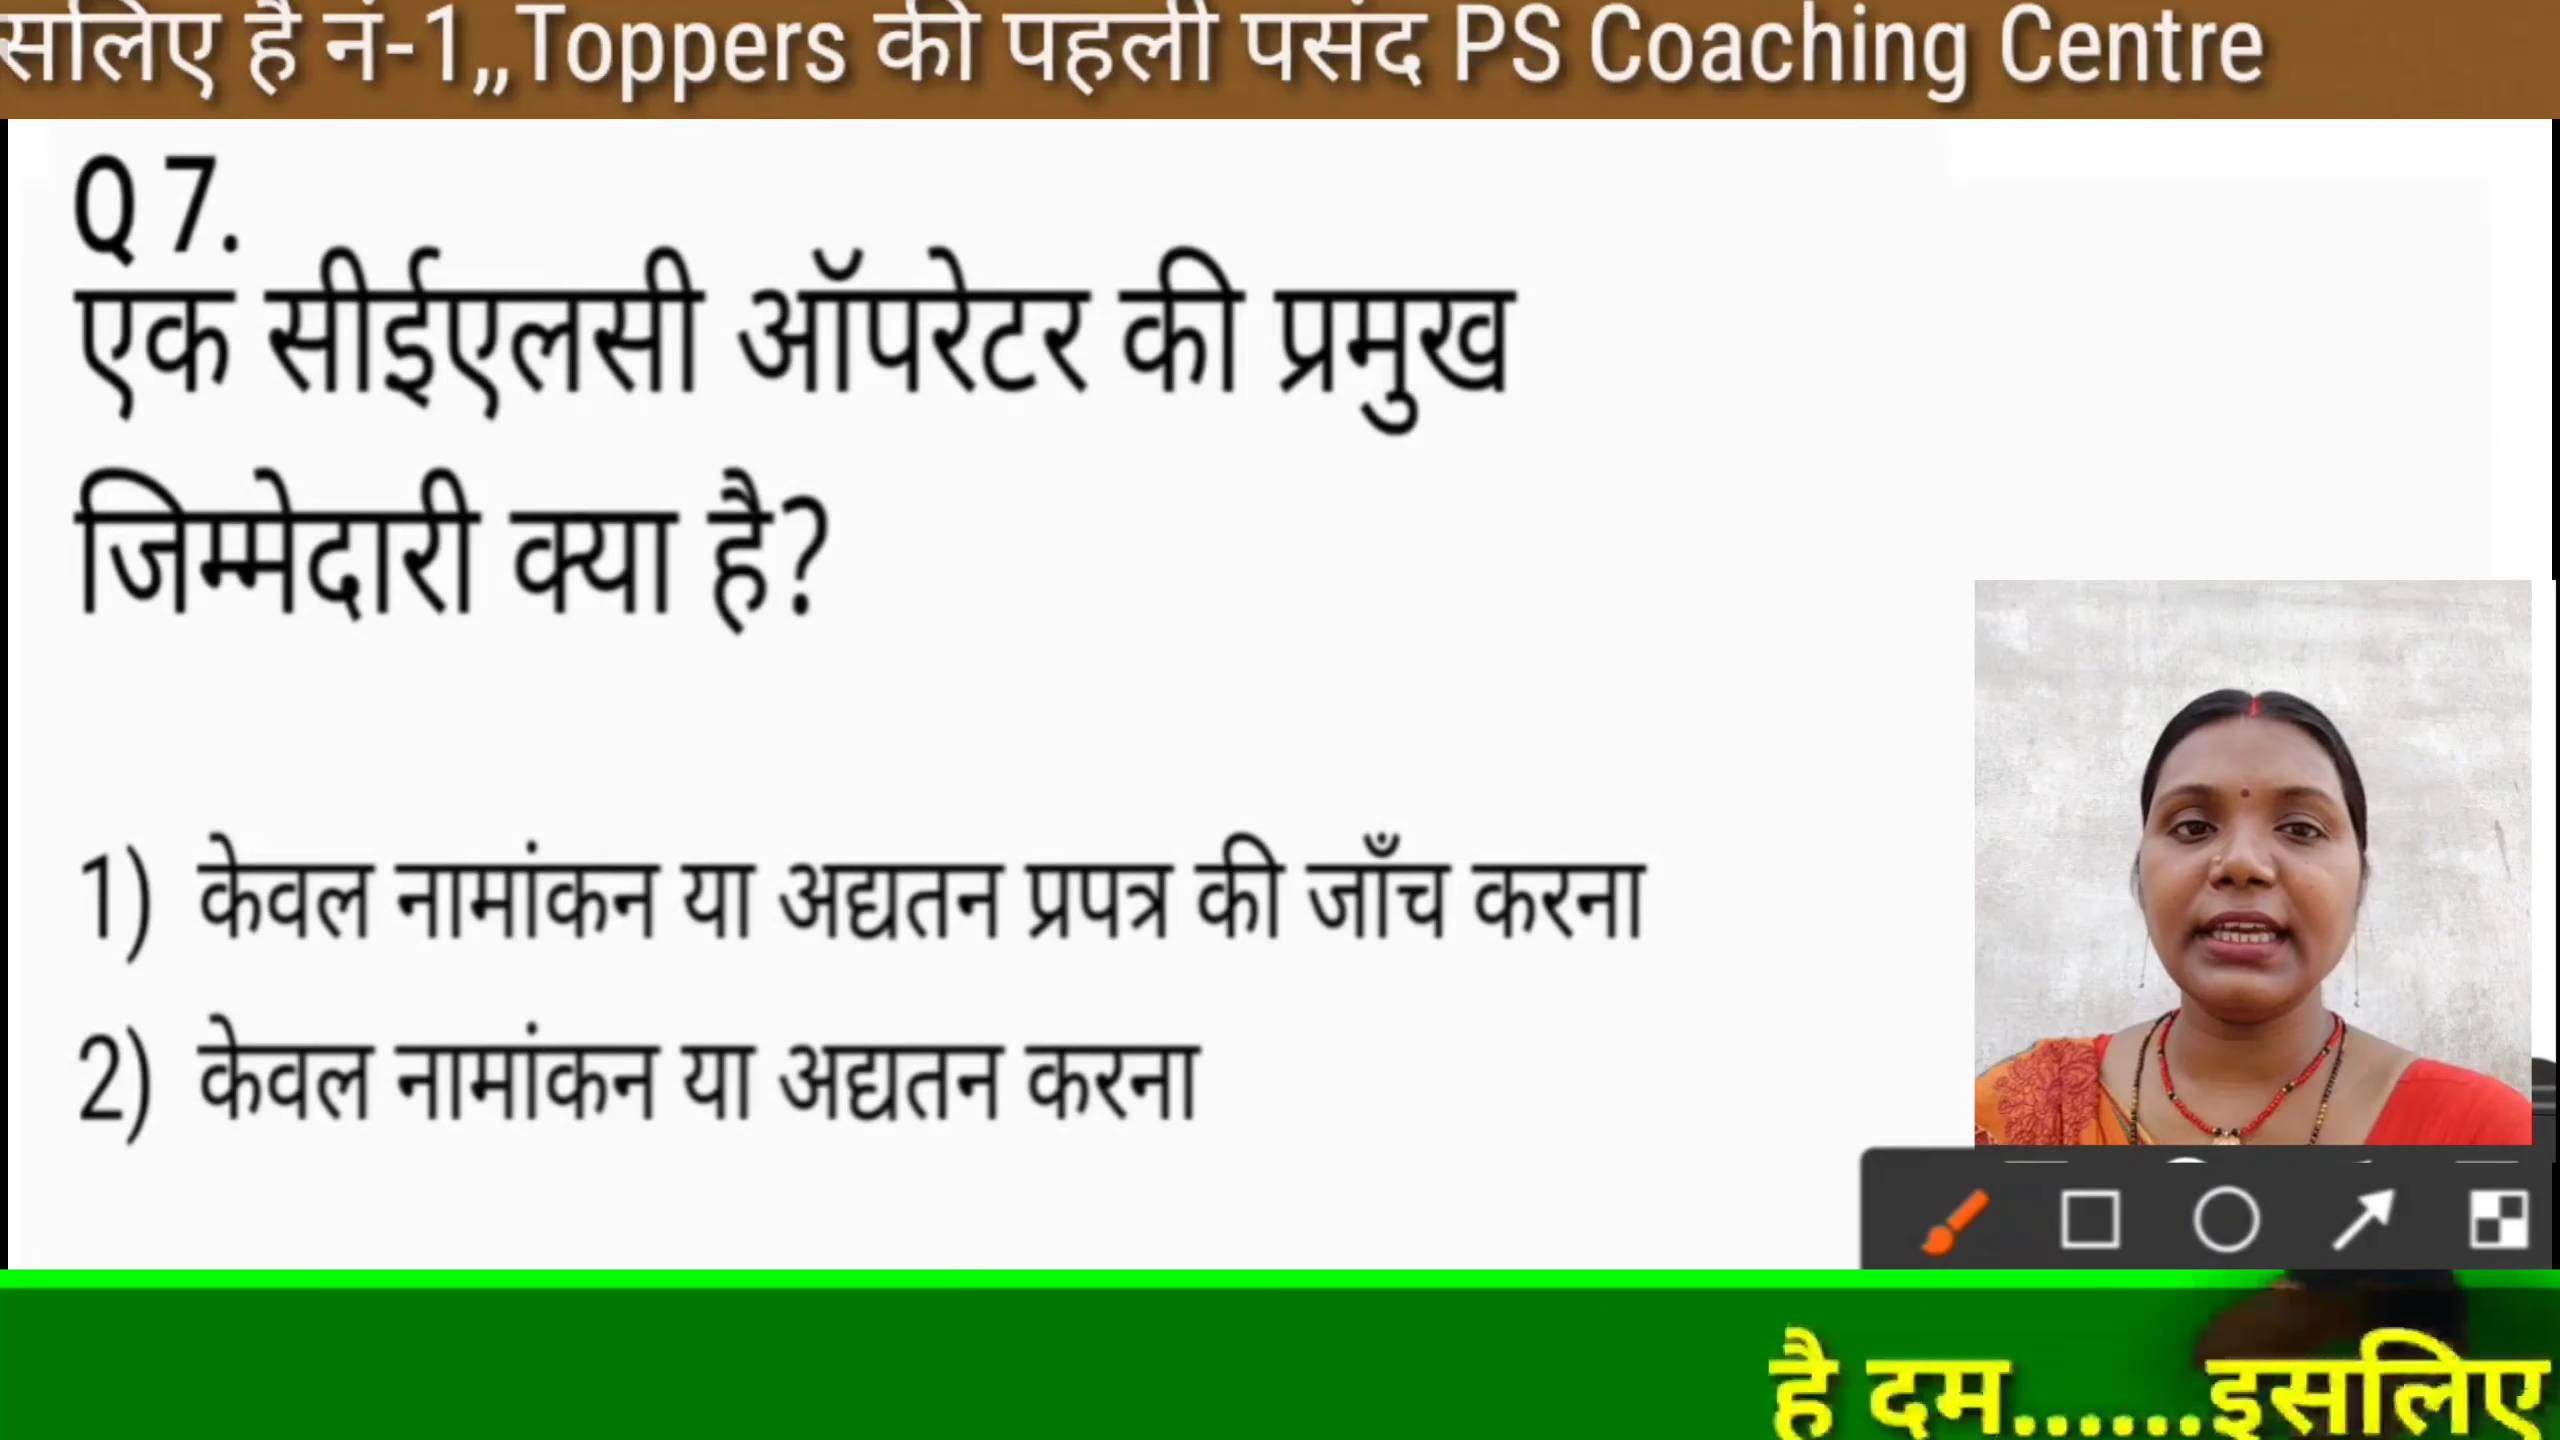 सलिए है नं-1,,Toppers की पहली पसंद PS Coaching Centre
Q 7.
एक सीईएलसी ऑपरेटर की प्रमुख
जिम्मेदारी क्या है?
1) केवल नामांकन या अद्यतन प्रपत्र की जाँच करना
2) केवल नामांकन या अद्यतन करना
है दम......इसलिए